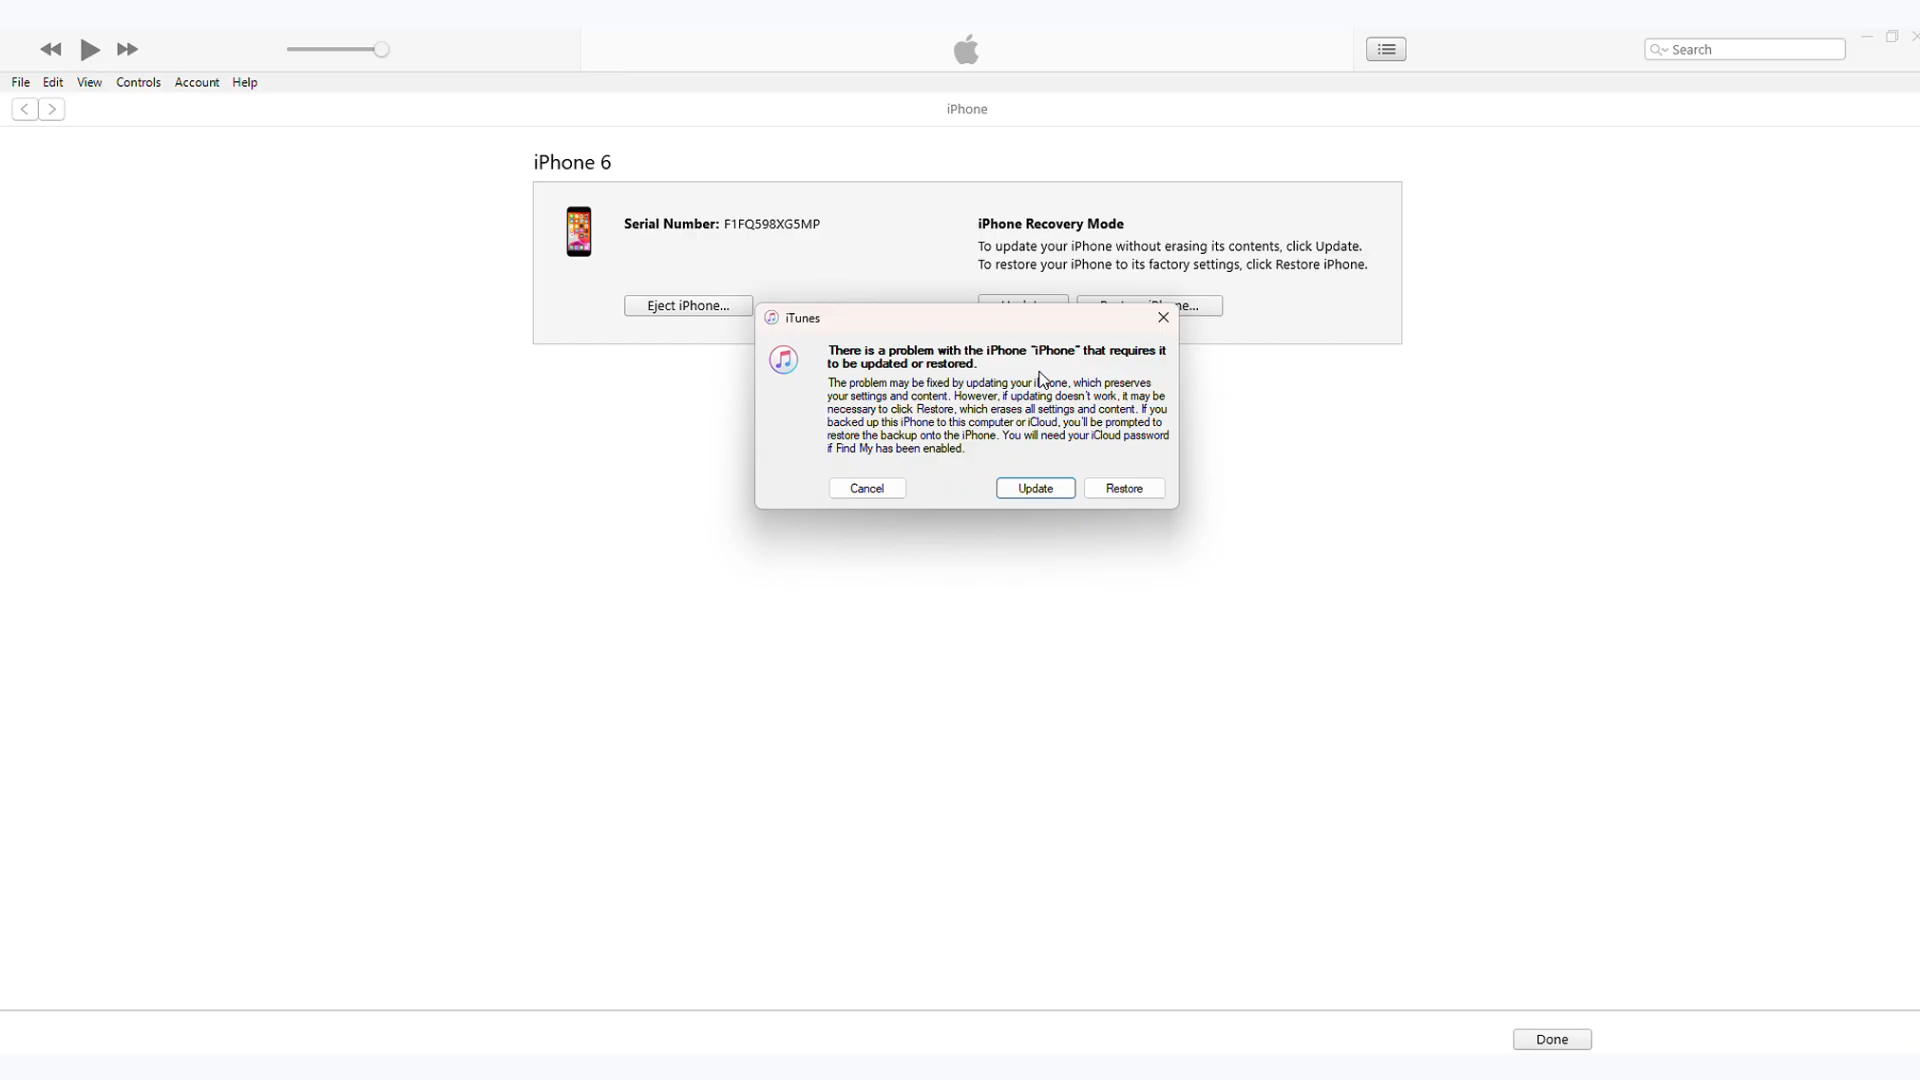 Search
File Edit View Controls Account Help
iPhone
iPhone 6
Serial Number: F1FQ598XG5MP
iPhone Recovery Mode
To update your iPhone without erasing its contents, click Update.
To restore your iPhone to its factory settings, click Restore iPhone.
Eject iPhone...
iTunes
There is a problem with the iPhone "iPhone" that requires it
to be updated or restored.
The problem may be fixed by updating your iPhone, which preserves
your settings and content. However, if updating doesn't work, it may be
necessary to click Restore, which erases all settings and content. If you
backed up this iPhone to this computer or iCloud, you'll be prompted to
restore the backup onto the iPhone. You will need your iCloud password
if Find My has been enabled.
Cancel Update Restore
Done